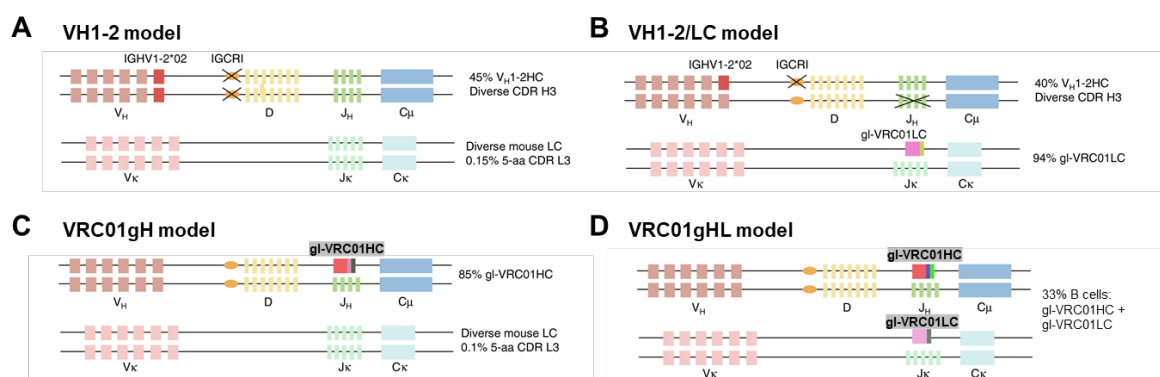 A VH1-2 model
IGHV1-2*02 IGCRI
45% VH1-2HC
Diverse CDR H3
VH D JH Cμ
Diverse mouse LC
0.15% 5-aa CDR L3
Vκ Jκ Cκ
B VH1-2/LC model
IGHV1-2*02 IGCRI
40% VH1-2HC
Diverse CDR H3
VH D JH Cμ
gl-VRC01LC
94% gl-VRC01LC
Vκ Jκ Cκ
C VRC01gH model
gl-VRC01HC
85% gl-VRC01HC
VH D JH Cμ
Diverse mouse LC
0.1% 5-aa CDR L3
Vκ Jκ Cκ
D VRC01gHL model
gl-VRC01HC
VH D JH Cμ
33% B cells:
gl-VRC01HC +
gl-VRC01LC
gl-VRC01LC
Vκ Jκ Cκ